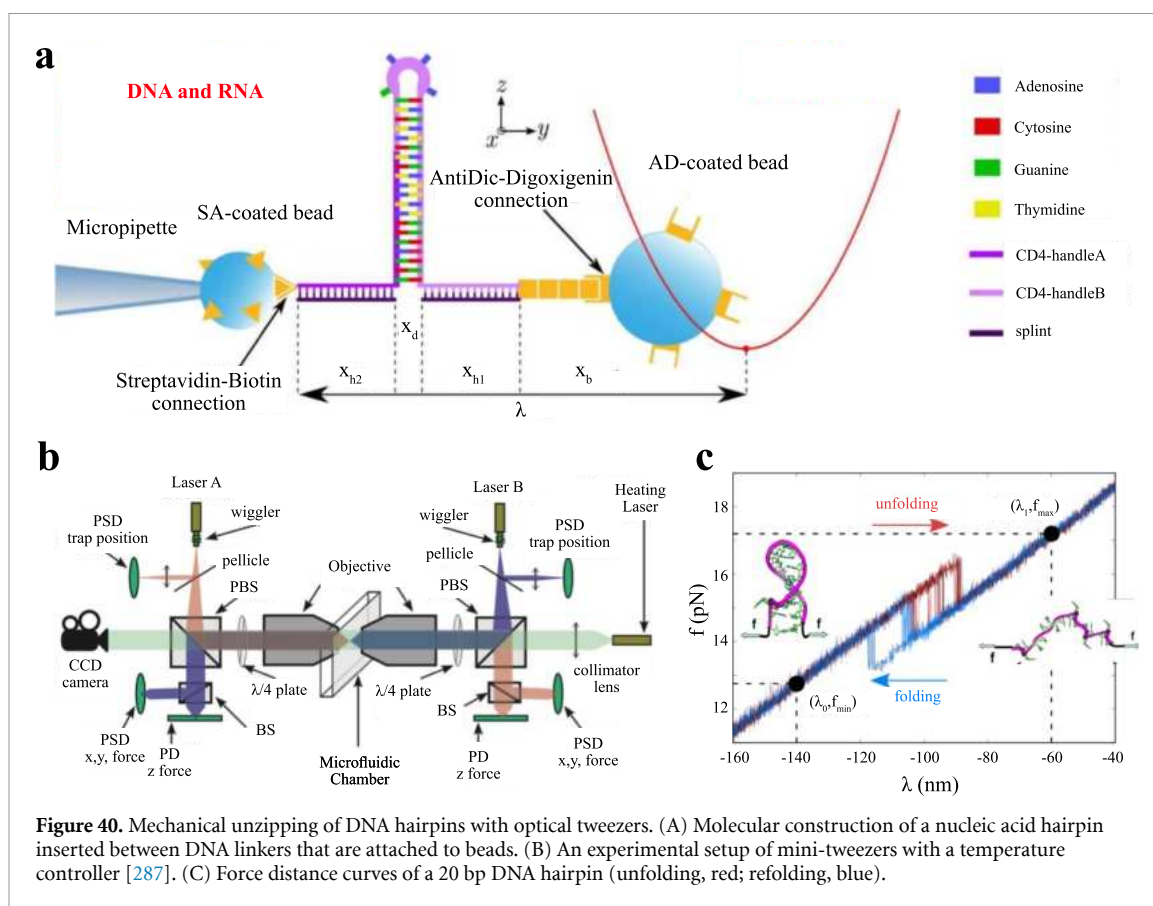 a
DNA and RNA
z
x
y
AntiDic-Digoxigenin
connection
AD-coated bead
SA-coated bead
Micropipette
Streptavidin-Biotin
connection
x_d
x_h2
x_h1
x_b
λ
Adenosine
Cytosine
Guanine
Thymidine
CD4-handleA
CD4-handleB
splint
b
Laser A
wiggler
PSD
trap position
pellicle
PBS
Objective
Laser B
wiggler
PSD
trap position
pellicle
PBS
Heating
Laser
CCD
camera
λ/4 plate
λ/4 plate
collimator
lens
BS
BS
PSD
x,y, force
PD
z force
Microfluidic
Chamber
PD
z force
PSD
x,y, force
c
18
16
14
12
f (pN)
unfolding
(λ₁,fmax)
f
f
f
f
folding
(λ₀,fmin)
-160
-140
-120
-100
-80
-60
-40
λ (nm)
Figure 40. Mechanical unzipping of DNA hairpins with optical tweezers. (A) Molecular construction of a nucleic acid hairpin
inserted between DNA linkers that are attached to beads. (B) An experimental setup of mini-tweezers with a temperature
controller [287]. (C) Force distance curves of a 20 bp DNA hairpin (unfolding, red; refolding, blue).